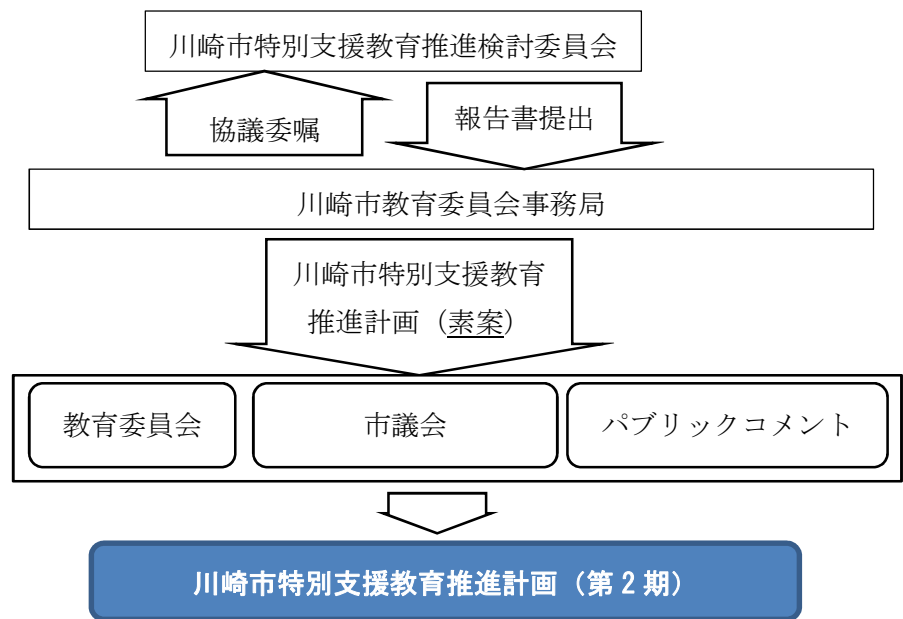 川崎市特別支援教育推進検討委員会
協議委嘱
報告書提出
川崎市教育委員会事務局
川崎市特別支援教育
推進計画（素案）
教育委員会
市議会
パブリックコメント
川崎市特別支援教育推進計画（第２期）